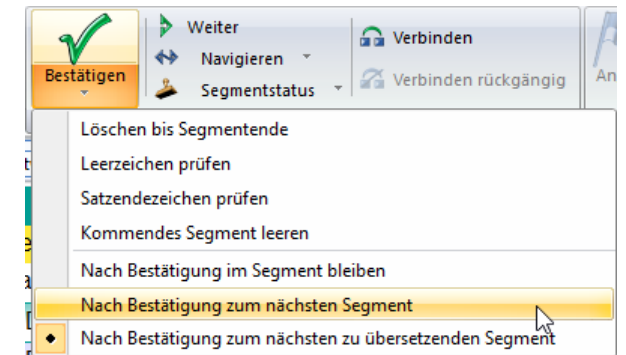 Weiter
Navigieren
Segmentstatus
Bestätigen
Verbinden
Verbinden rückgängig
An
Löschen bis Segmentende
Leerzeichen prüfen
Satzendezeichen prüfen
Kommendes Segment leeren
Nach Bestätigung im Segment bleiben
Nach Bestätigung zum nächsten Segment
Nach Bestätigung zum nächsten zu übersetzenden Segment